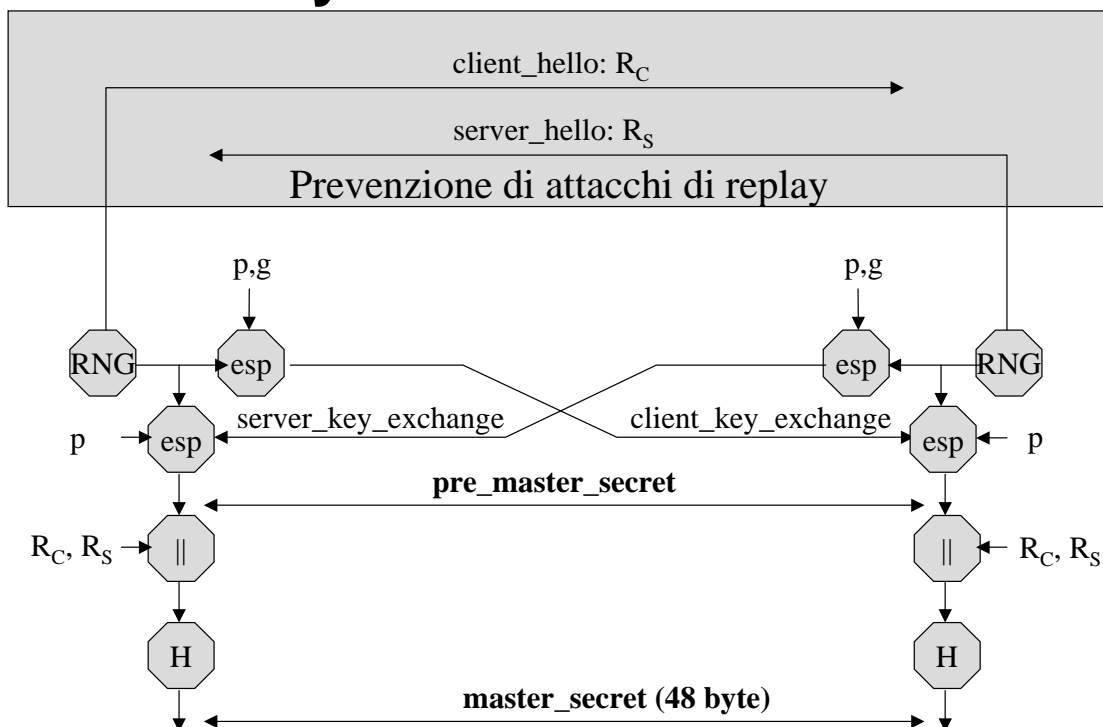 client_hello: R_C
server_hello: R_S
Prevenzione di attacchi di replay
p,g p,g
RNG esp esp RNG
server_key_exchange client_key_exchange
p esp esp p
pre_master_secret
R_C, R_S || || R_C, R_S
H H
master_secret (48 byte)